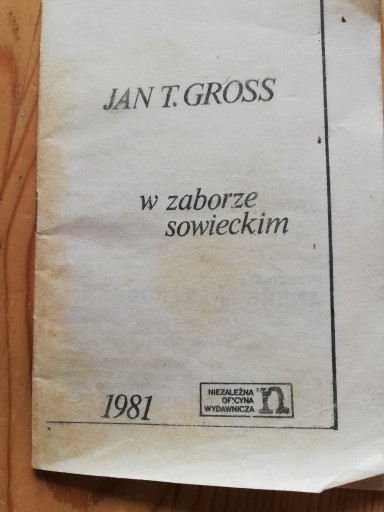 JAN T. GROSS
w zaborze
sowieckim
1981
NIEZALEŻNA
OFICYNA
WYDAWNICZA
n